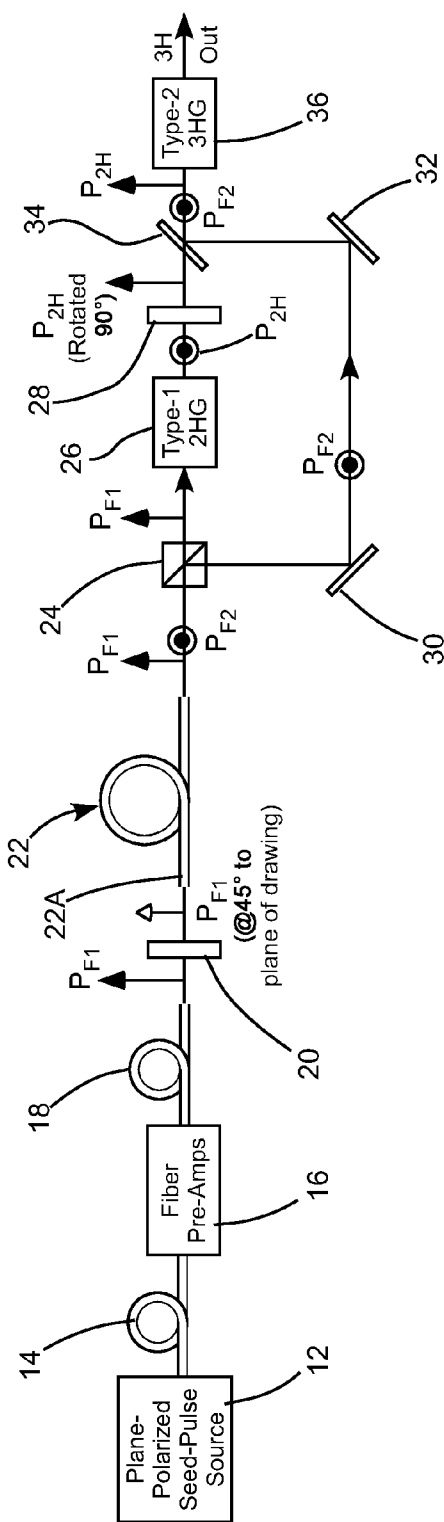 Plane-
Polarized
Seed-Pulse
Source
12
14
Fiber
Pre-Amps
16
18
P_F1
20
P_F1
(@45° to
plane of drawing)
22A
22
P_F1
P_F2
24
P_F1
Type-1
2HG
26
P_2H
28
P_2H
(Rotated
90°)
34
P_2H
P_F2
Type-2
3HG
36
3H
Out
30
P_F2
32